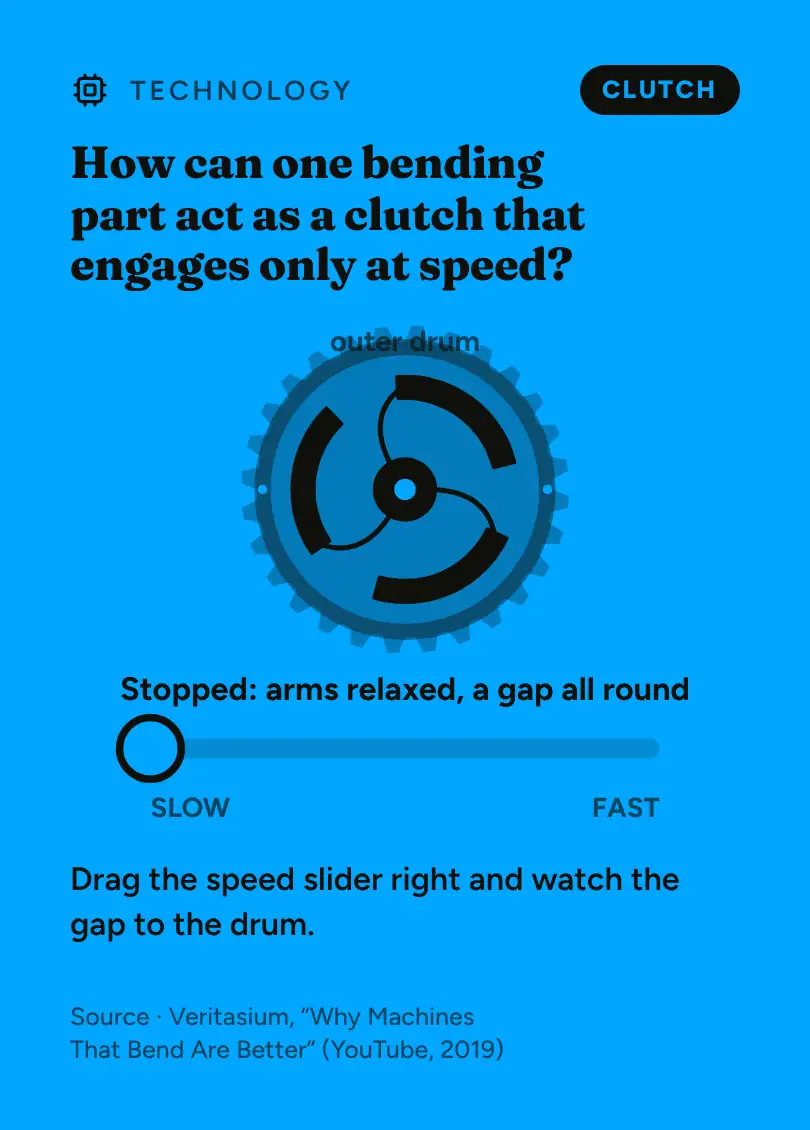 TECHNOLOGY
CLUTCH
How can one bending
part act as a clutch that
engages only at speed?
outer drum
Stopped: arms relaxed, a gap all round
SLOW
FAST
Drag the speed slider right and watch the
gap to the drum.
Source · Veritasium, “Why Machines
That Bend Are Better” (YouTube, 2019)